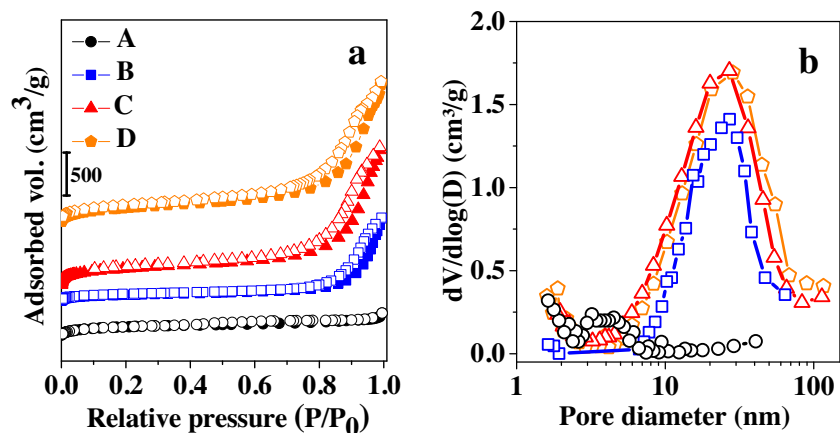 a
A
B
C
D
500
Adsorbed vol. (cm³/g)
0.0 0.2 0.4 0.6 0.8 1.0
Relative pressure (P/P₀)
b
dV/dlog(D) (cm³/g)
2.0
1.5
1.0
0.5
0.0
1 10 100
Pore diameter (nm)